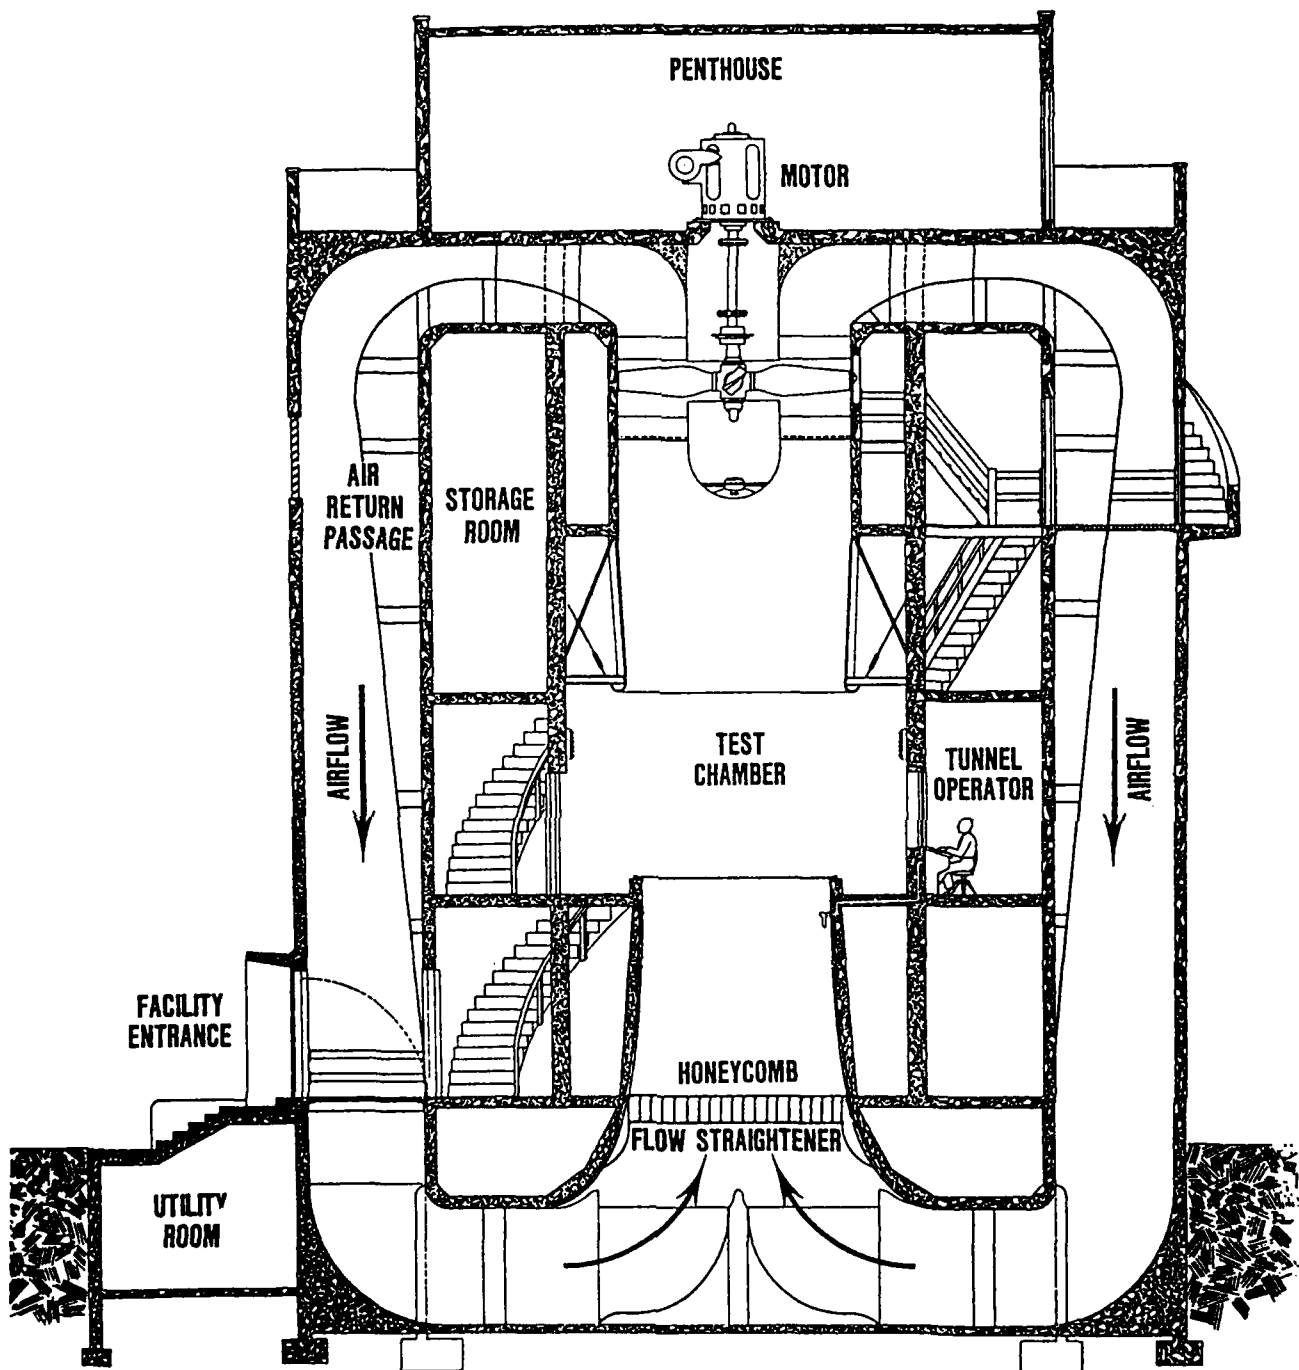 PENTHOUSE
MOTOR
AIR
RETURN
PASSAGE
STORAGE
ROOM
AIRFLOW
TEST
CHAMBER
TUNNEL
OPERATOR
AIRFLOW
FACILITY
ENTRANCE
HONEYCOMB
FLOW STRAIGHTENER
UTILITY
ROOM